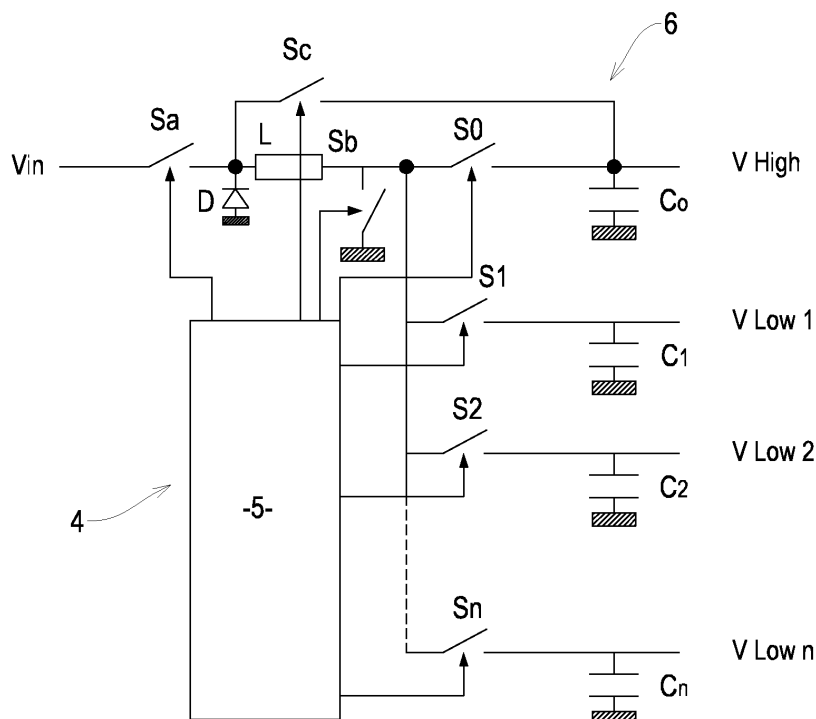 6
Sc
Sa
L
Sb
S0
Vin
V High
D
Co
S1
V Low 1
C1
S2
V Low 2
C2
4
-5-
Sn
V Low n
Cn